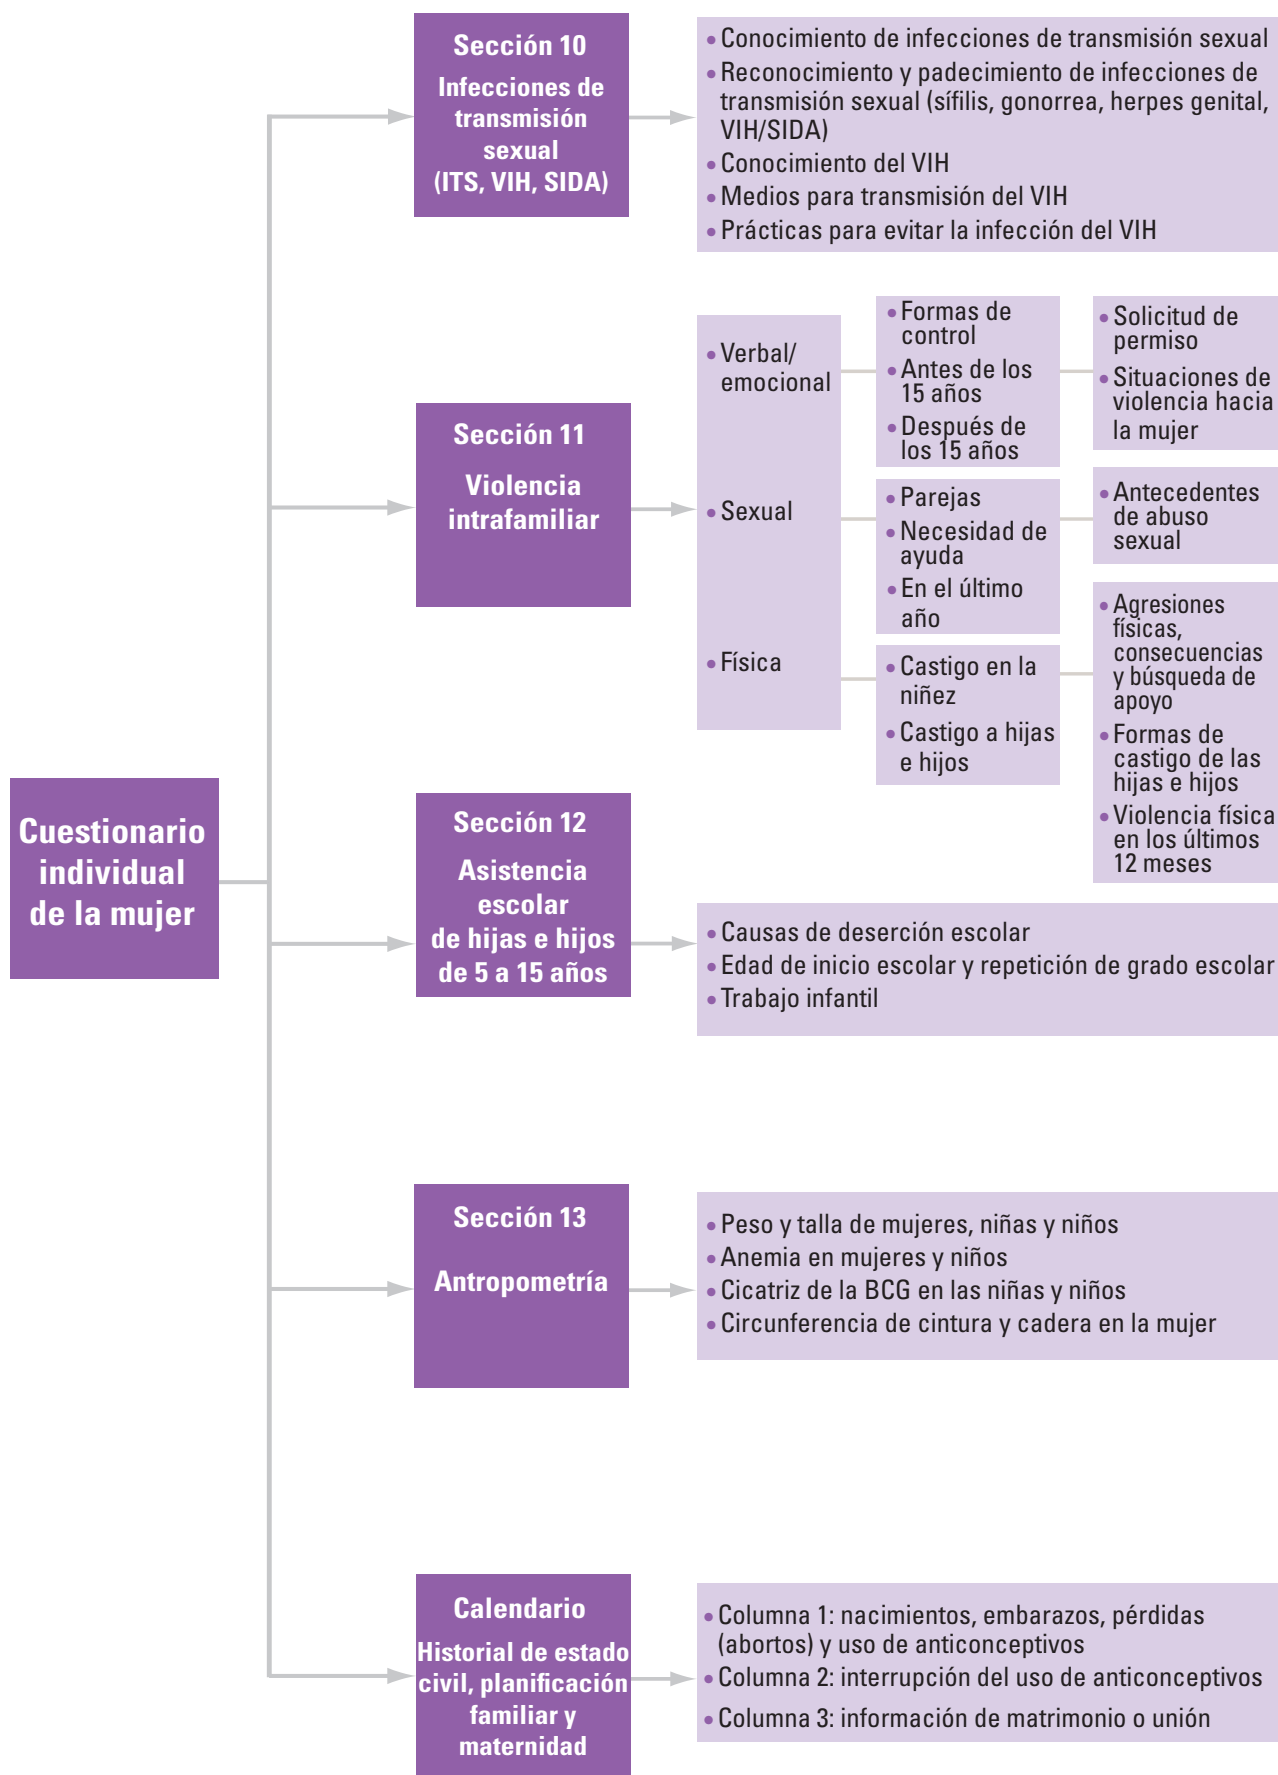 Cuestionario
individual
de la mujer
Sección 10
Infecciones de
transmisión
sexual
(ITS, VIH, SIDA)
• Conocimiento de infecciones de transmisión sexual
• Reconocimiento y padecimiento de infecciones de
transmisión sexual (sífilis, gonorrea, herpes genital,
VIH/SIDA)
• Conocimiento del VIH
• Medios para transmisión del VIH
• Prácticas para evitar la infección del VIH
Sección 11
Violencia
intrafamiliar
• Verbal/
emocional
• Sexual
• Física
• Formas de
control
• Antes de los
15 años
• Después de
los 15 años
• Solicitud de
permiso
• Situaciones de
violencia hacia
la mujer
• Parejas
• Necesidad de
ayuda
• En el último
año
• Antecedentes
de abuso
sexual
• Castigo en la
niñez
• Castigo a hijas
e hijos
• Agresiones
físicas,
consecuencias
y búsqueda de
apoyo
• Formas de
castigo de las
hijas e hijos
• Violencia física
en los últimos
12 meses
Sección 12
Asistencia
escolar
de hijas e hijos
de 5 a 15 años
• Causas de deserción escolar
• Edad de inicio escolar y repetición de grado escolar
• Trabajo infantil
Sección 13
Antropometría
• Peso y talla de mujeres, niñas y niños
• Anemia en mujeres y niños
• Cicatriz de la BCG en las niñas y niños
• Circunferencia de cintura y cadera en la mujer
Calendario
Historial de estado
civil, planificación
familiar y
maternidad
• Columna 1: nacimientos, embarazos, pérdidas
(abortos) y uso de anticonceptivos
• Columna 2: interrupción del uso de anticonceptivos
• Columna 3: información de matrimonio o unión